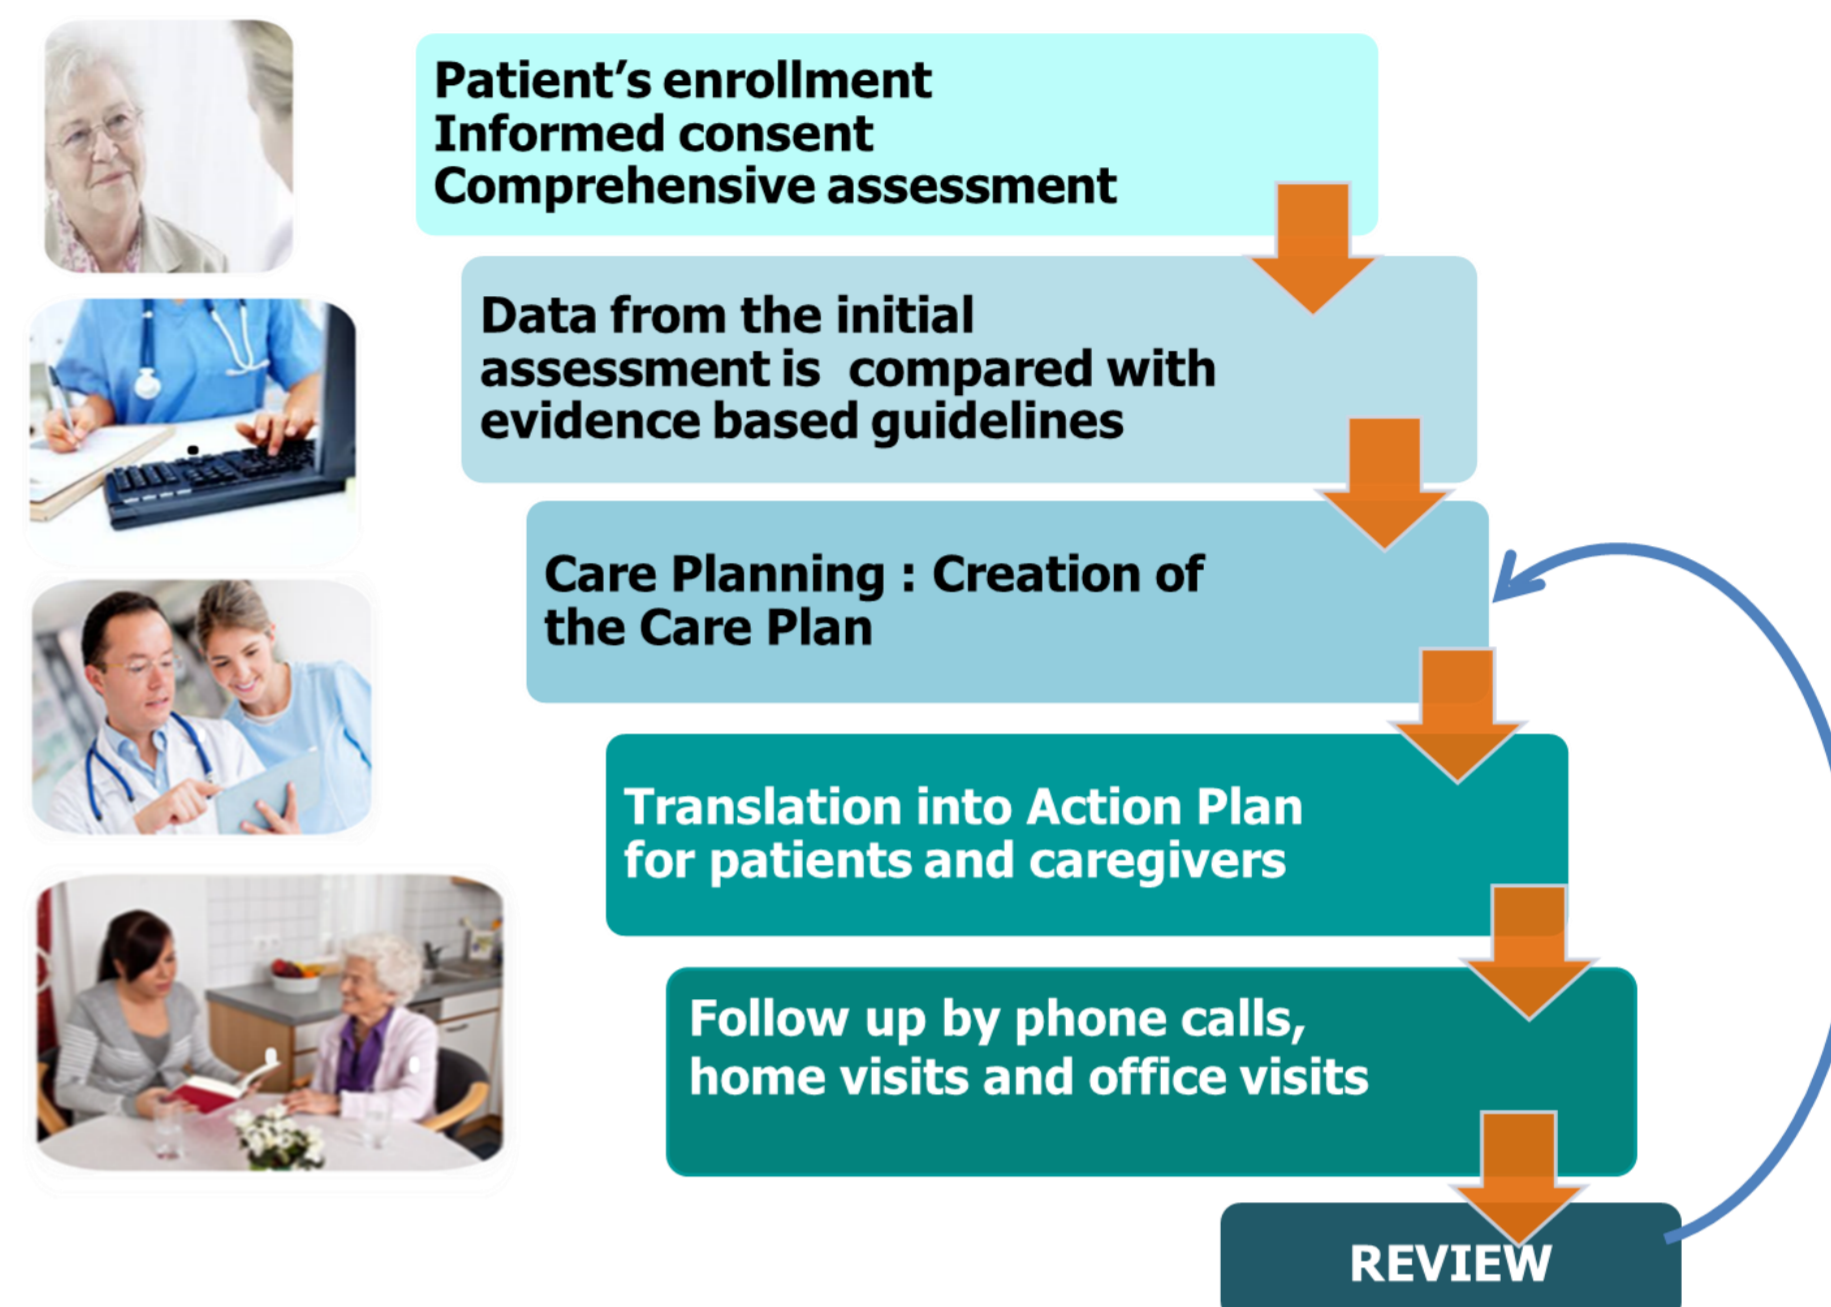 Patient’s enrollment
Informed consent
Comprehensive assessment
Data from the initial
assessment is  compared with
evidence based guidelines
Care Planning : Creation of
the Care Plan
Translation into Action Plan
for patients and caregivers
Follow up by phone calls,
home visits and office visits
REVIEW